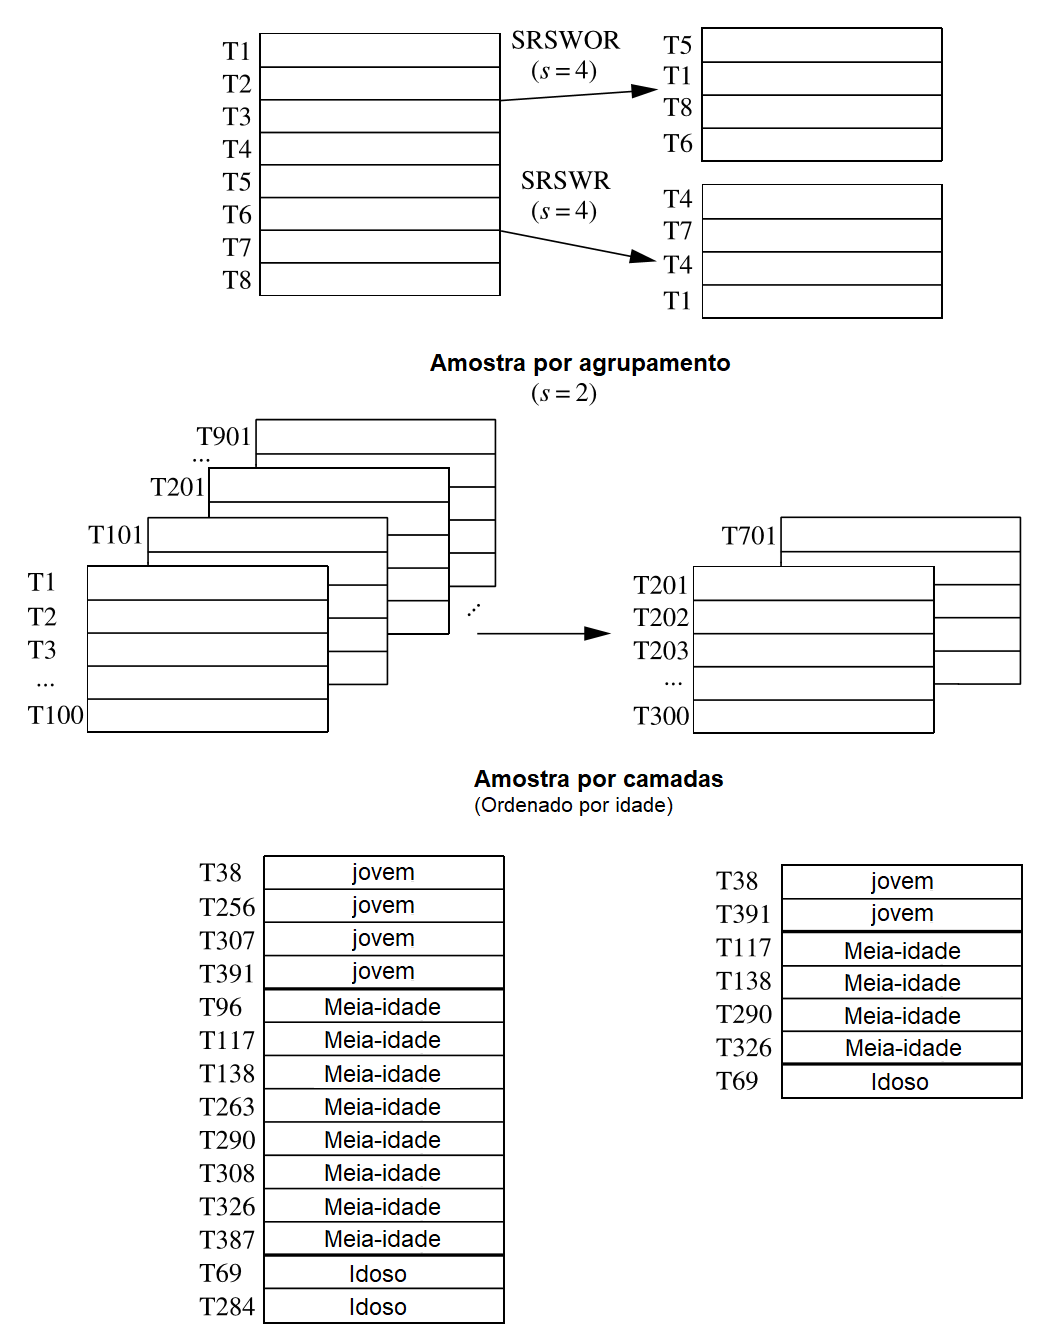 T1
T2
T3
T4
T5
T6
T7
T8
SRSWOR
(s = 4)
SRSWR
(s = 4)
T5
T1
T8
T6
T4
T7
T4
T1
Amostra por agrupamento
(s = 2)
T901
...
T201
T101
T1
T2
T3
...
T100
...
T701
T201
T202
T203
...
T300
Amostra por camadas
(Ordenado por idade)
T38 jovem
T256 jovem
T307 jovem
T391 jovem
T96 Meia-idade
T117 Meia-idade
T138 Meia-idade
T263 Meia-idade
T290 Meia-idade
T308 Meia-idade
T326 Meia-idade
T387 Meia-idade
T69 Idoso
T284 Idoso
T38 jovem
T391 jovem
T117 Meia-idade
T138 Meia-idade
T290 Meia-idade
T326 Meia-idade
T69 Idoso